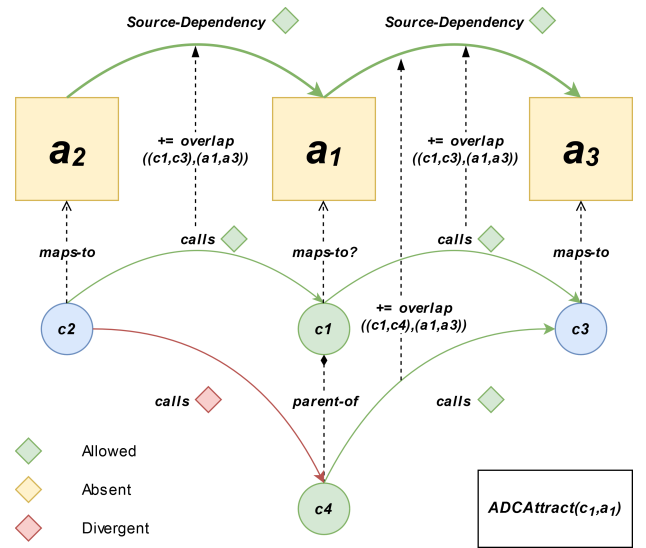 Source-Dependency
Source-Dependency
a2
a1
a3
+= overlap
((c1,c3),(a1,a3))
+= overlap
((c1,c3),(a1,a3))
maps-to
calls
maps-to?
calls
maps-to
c2
c1
c3
+= overlap
((c1,c4),(a1,a3))
calls
parent-of
calls
Allowed
Absent
Divergent
c4
ADCAttract(c1,a1)